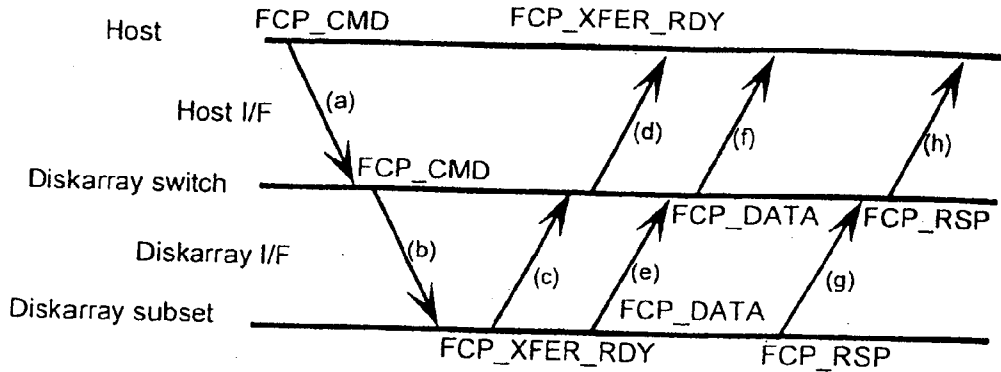 FCP_CMD FCP_XFER_RDY
Host
(a) (d) (f) (h)
Host I/F
FCP_CMD
Diskarray switch
FCP_DATA FCP_RSP
(b) (c) (e) (g)
Diskarray I/F
FCP_DATA
Diskarray subset
FCP_XFER_RDY FCP_RSP